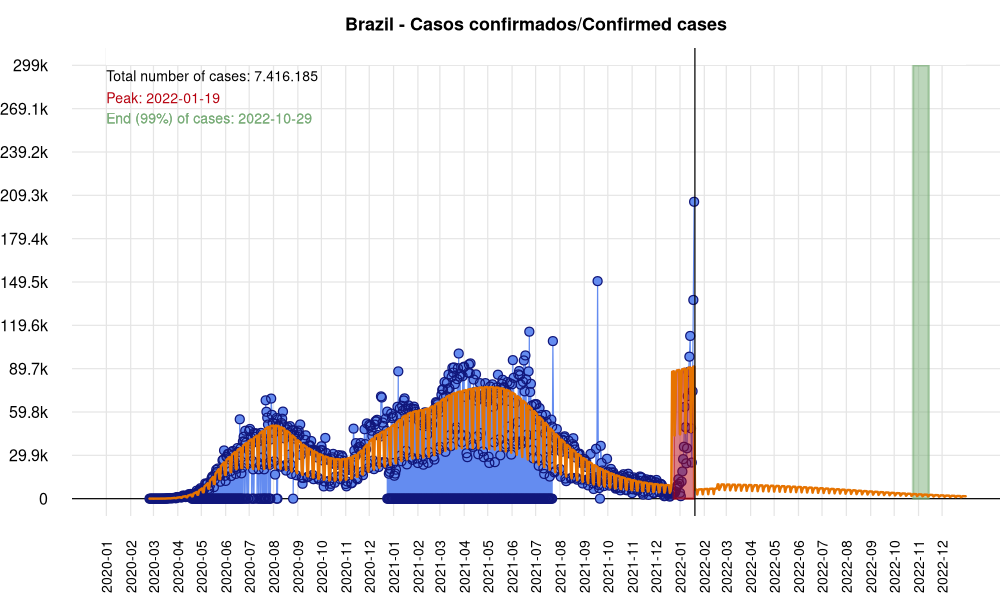 Brazil - Casos confirmados/Confirmed cases
299k
Total number of cases: 7.416.185
Peak: 2022-01-19
End (99%) of cases: 2022-10-29
269.1k
239.2k
209.3k
179.4k
149.5k
119.6k
89.7k
59.8k
29.9k
0
2020-01
2020-02
2020-03
2020-04
2020-05
2020-06
2020-07
2020-08
2020-09
2020-10
2020-11
2020-12
2021-01
2021-02
2021-03
2021-04
2021-05
2021-06
2021-07
2021-08
2021-09
2021-10
2021-11
2021-12
2022-01
2022-02
2022-03
2022-04
2022-05
2022-06
2022-07
2022-08
2022-09
2022-10
2022-11
2022-12